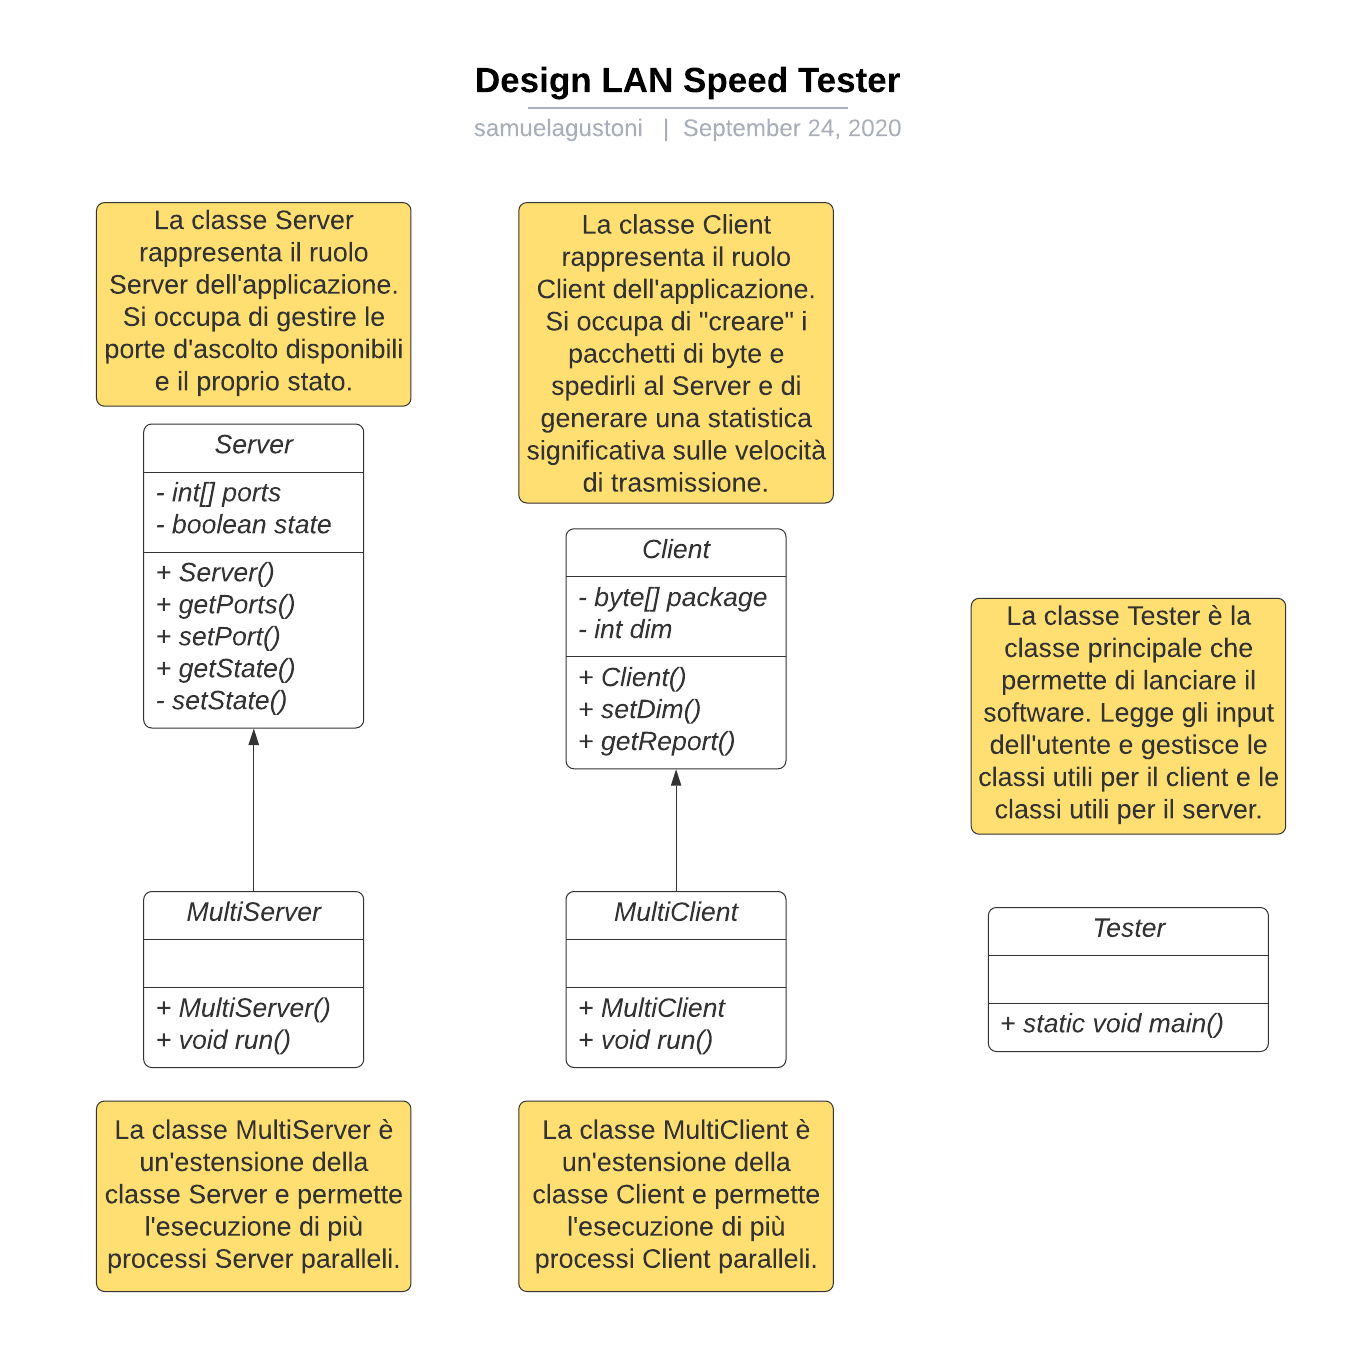 Design LAN Speed Tester
samuelagustoni | September 24, 2020
La classe Server
rappresenta il ruolo
Server dell'applicazione.
Si occupa di gestire le
porte d'ascolto disponibili
e il proprio stato.
Server
- int[] ports
- boolean state
+ Server()
+ getPorts()
+ setPort()
+ getState()
- setState()
MultiServer
+ MultiServer()
+ void run()
La classe MultiServer è
un'estensione della
classe Server e permette
l'esecuzione di più
processi Server paralleli.
La classe Client
rappresenta il ruolo
Client dell'applicazione.
Si occupa di "creare" i
pacchetti di byte e
spedirli al Server e di
generare una statistica
significativa sulle velocità
di trasmissione.
Client
- byte[] package
- int dim
+ Client()
+ setDim()
+ getReport()
MultiClient
+ MultiClient
+ void run()
La classe MultiClient è
un'estensione della
classe Client e permette
l'esecuzione di più
processi Client paralleli.
La classe Tester è la
classe principale che
permette di lanciare il
software. Legge gli input
dell'utente e gestisce le
classi utili per il client e le
classi utili per il server.
Tester
+ static void main()